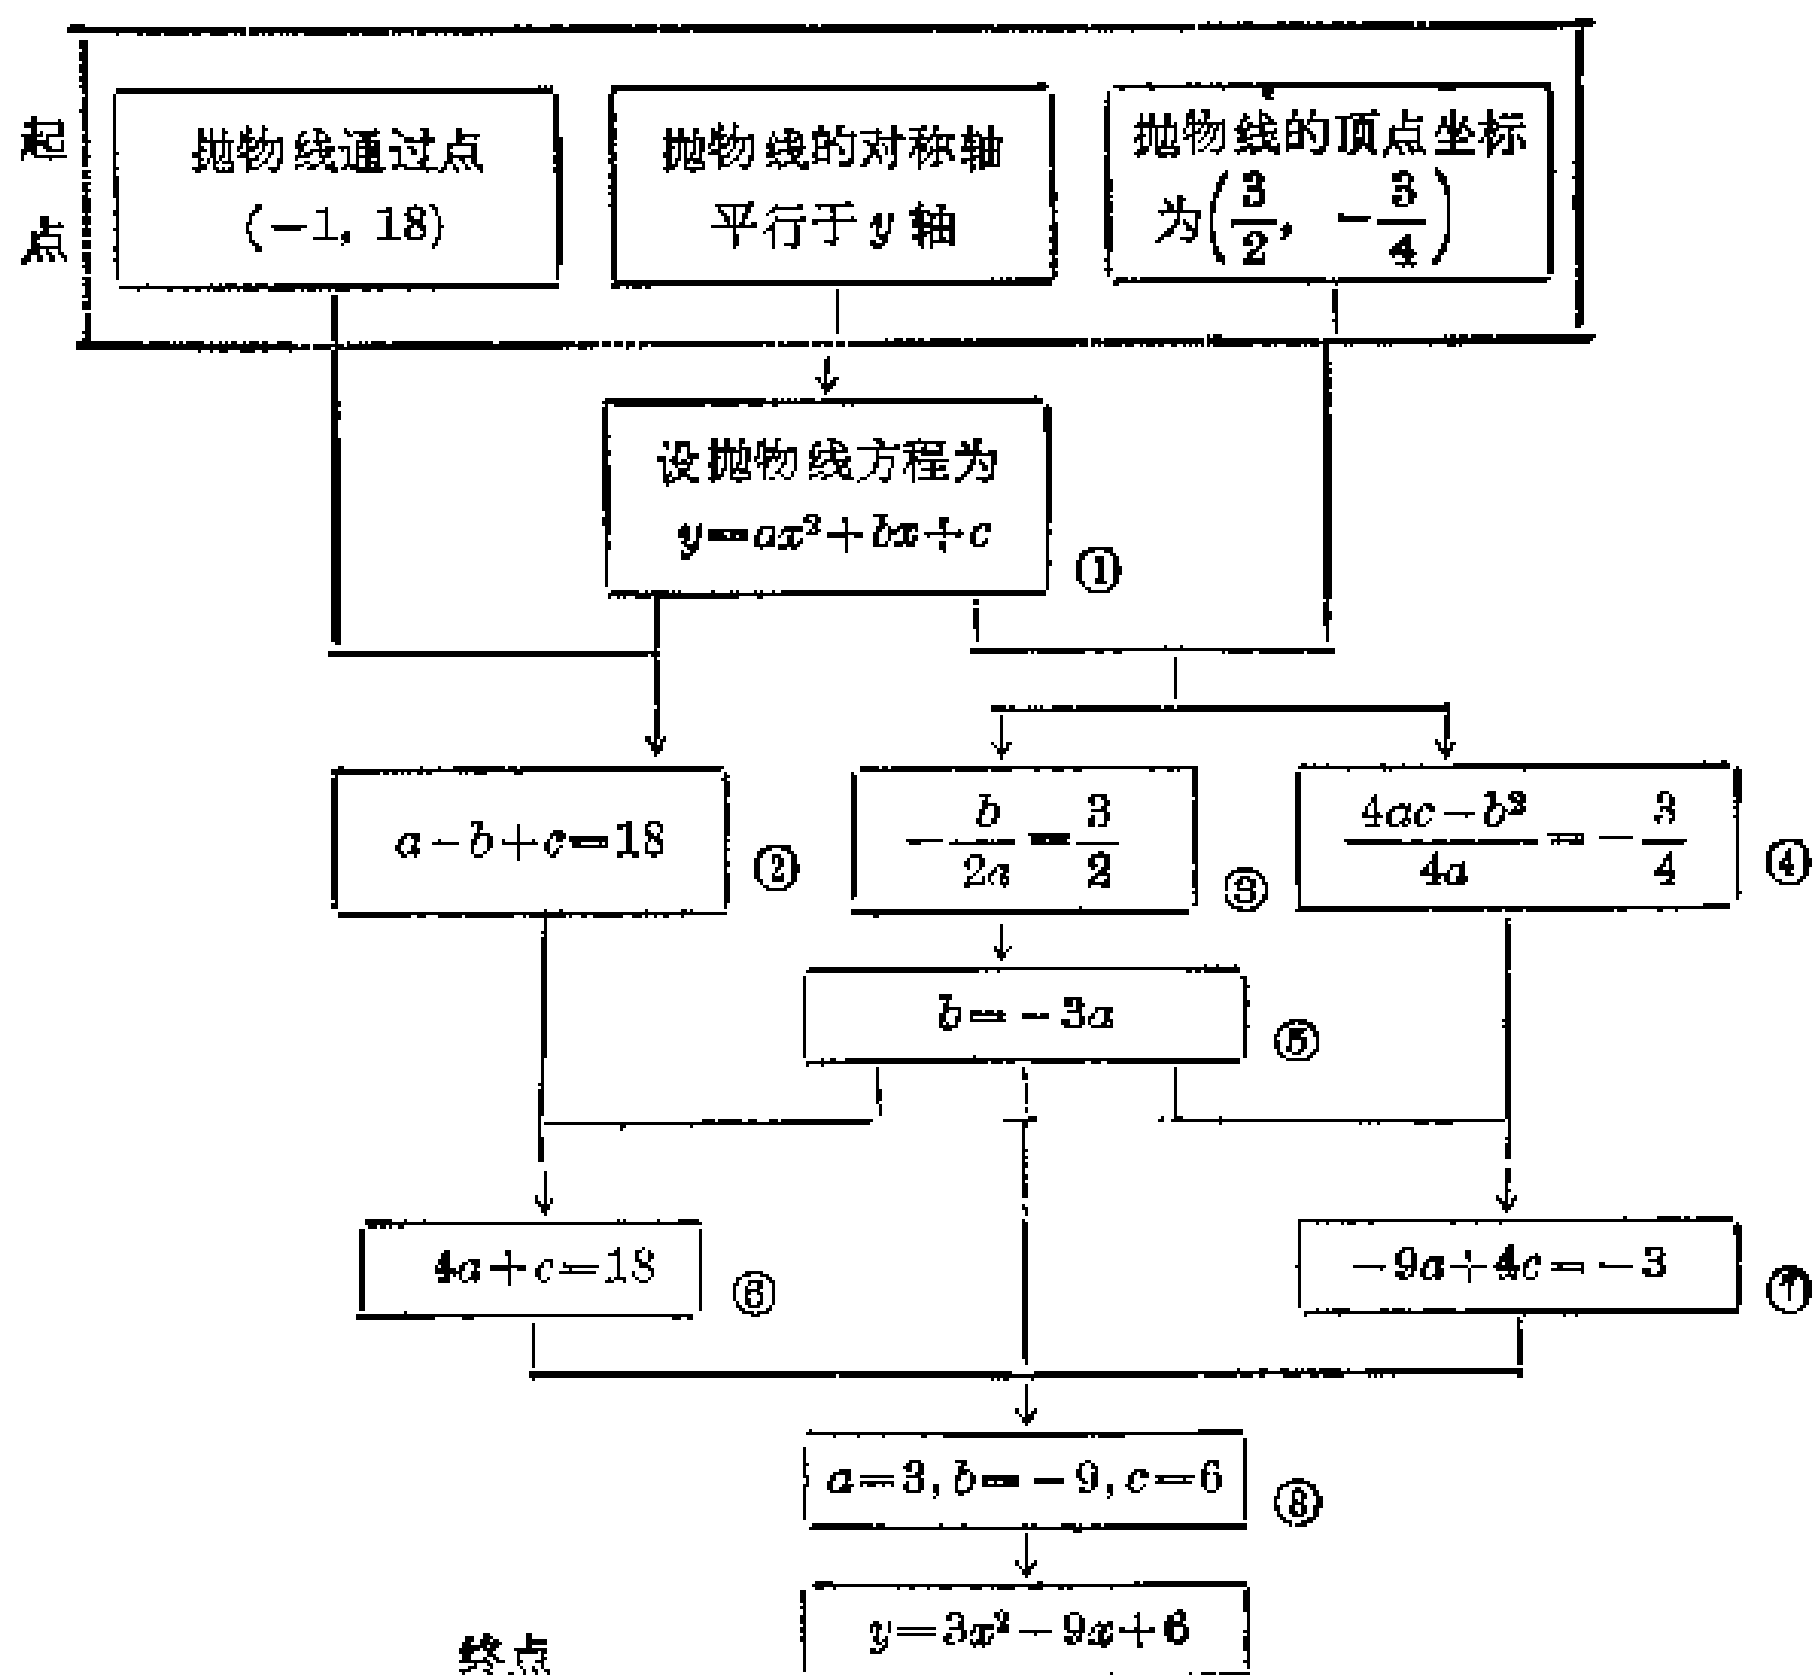 起
点
抛物线通过点
(-1, 18)
抛物线的对称轴
平行于 y 轴
抛物线的顶点坐标
为(3/2, -3/4)
设抛物线方程为
y=ax²+bx+c
①
a-b+c=18
②
-b/2a=3/2
③
4ac-b²/4a=-3/4
④
b=-3a
⑤
4a+c=18
⑥
-9a+4c=-3
⑦
a=3, b=-9, c=6
⑧
y=3x²-9x+6
终点